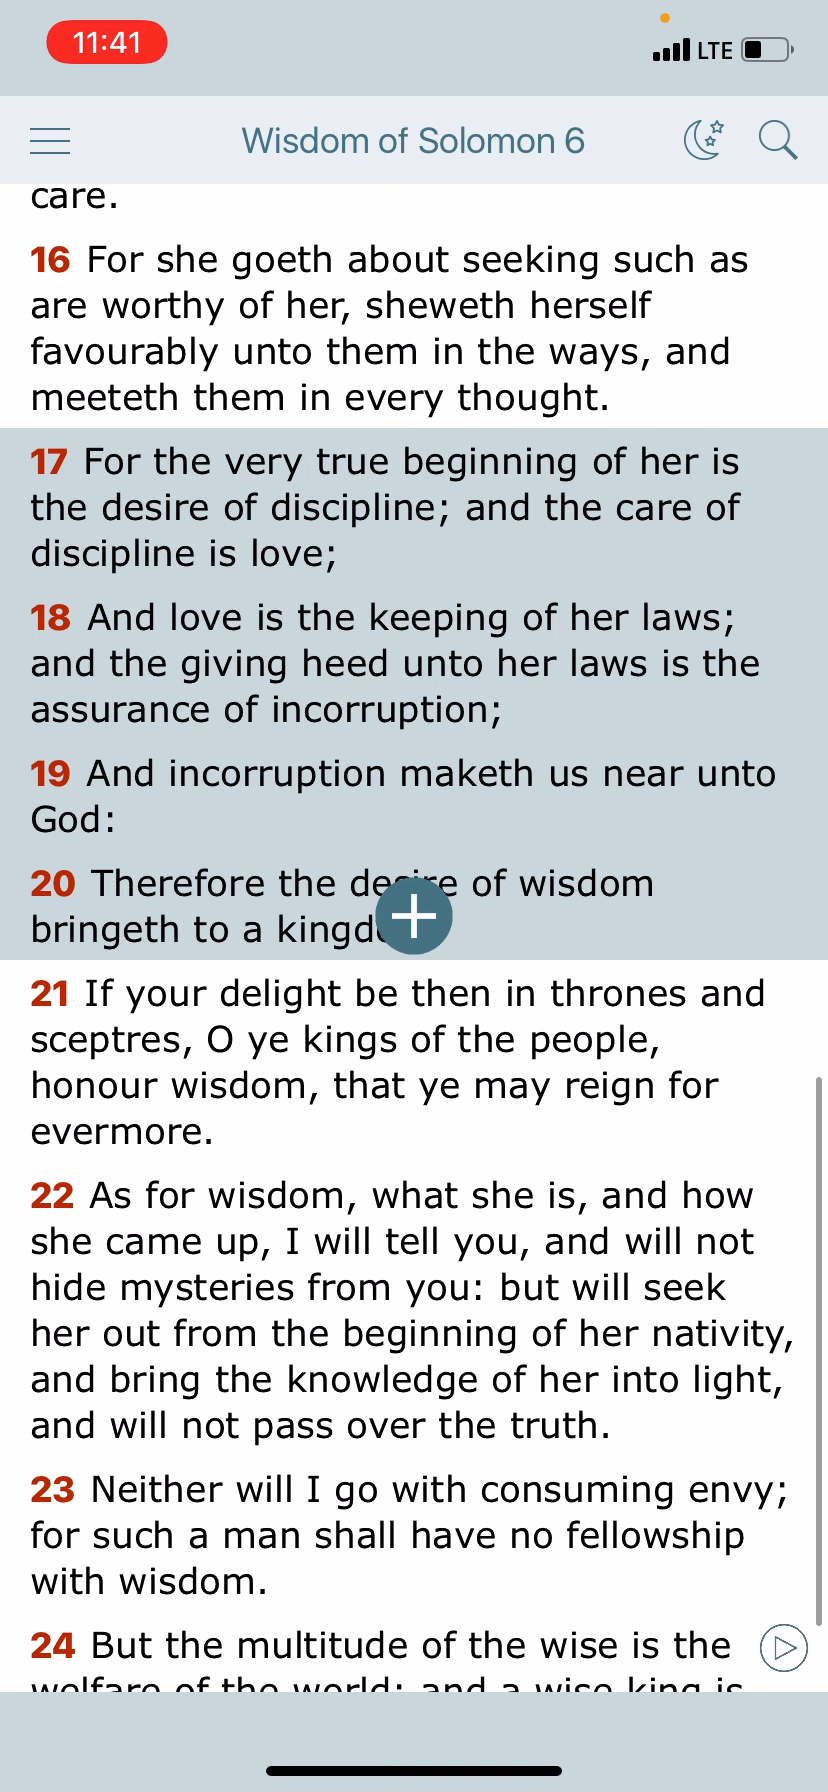 11:41
LTE
Wisdom of Solomon 6
care.
16 For she goeth about seeking such as
are worthy of her, sheweth herself
favourably unto them in the ways, and
meeteth them in every thought.
17 For the very true beginning of her is
the desire of discipline; and the care of
discipline is love;
18 And love is the keeping of her laws;
and the giving heed unto her laws is the
assurance of incorruption;
19 And incorruption maketh us near unto
God:
20 Therefore the desire of wisdom
bringeth to a
21 If your delight be then in thrones and
sceptres, O ye kings of the people,
honour wisdom, that ye may reign for
evermore.
22 As for wisdom, what she is, and how
she came up, I will tell you, and will not
hide mysteries from you: but will seek
her out from the beginning of her nativity,
and bring the knowledge of her into light,
and will not pass over the truth.
23 Neither will I go with consuming envy;
for such a man shall have no fellowship
with wisdom.
24 But the multitude of the wise is the
welfare of the world: and a wise king is